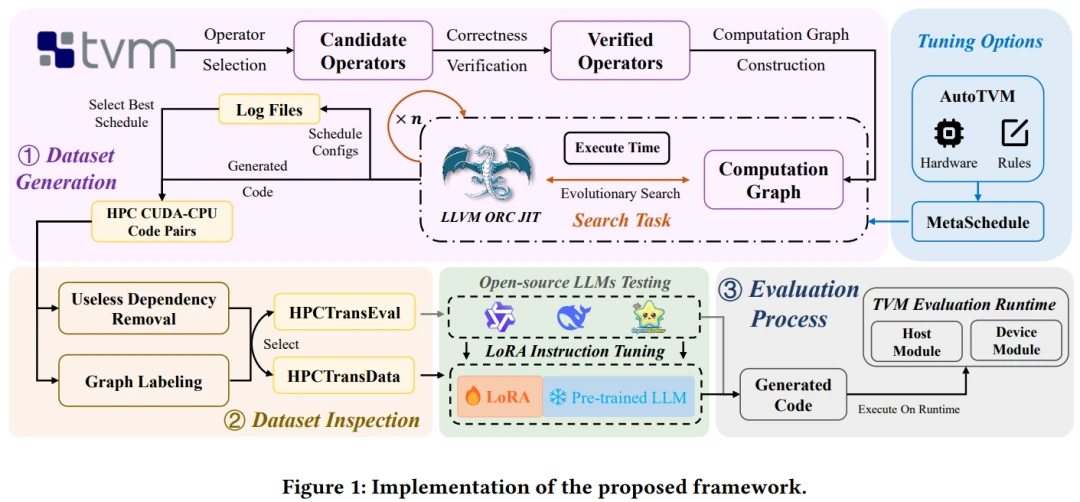 tvm
Operator
Selection
Candidate
Operators
Correctness
Verification
Verified
Operators
Computation Graph
Construction
Tuning Options
AutoTVM
Hardware
Rules
MetaSchedule
Select Best
Schedule
Log Files
Schedule
Configs
× n
① Dataset
Generation
Generated
Code
HPC CUDA-CPU
Code Pairs
LLVM ORC JIT
Execute Time
Evolutionary Search
Search Task
Computation
Graph
Useless Dependency
Removal
Graph Labeling
Select
HPCTransEval
HPCTransData
② Dataset Inspection
Open-source LLMs Testing
LoRA Instruction Tuning
LoRA
Pre-trained LLM
③ Evaluation
Process
TVM Evaluation Runtime
Host
Module
Device
Module
Generated
Code
Execute On Runtime
Figure 1: Implementation of the proposed framework.